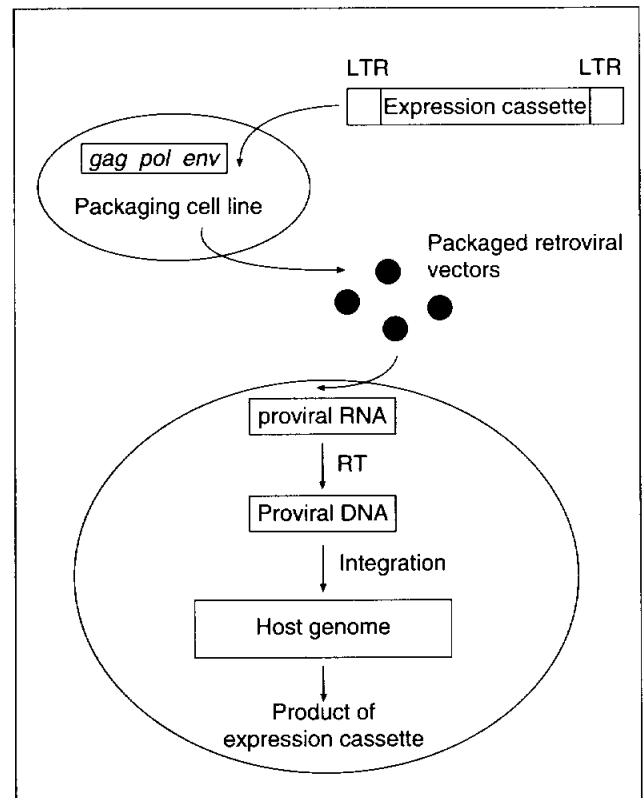 LTR LTR
Expression cassette
gag pol env
Packaging cell line
Packaged retroviral
vectors
proviral RNA
RT
Proviral DNA
Integration
Host genome
Product of
expression cassette